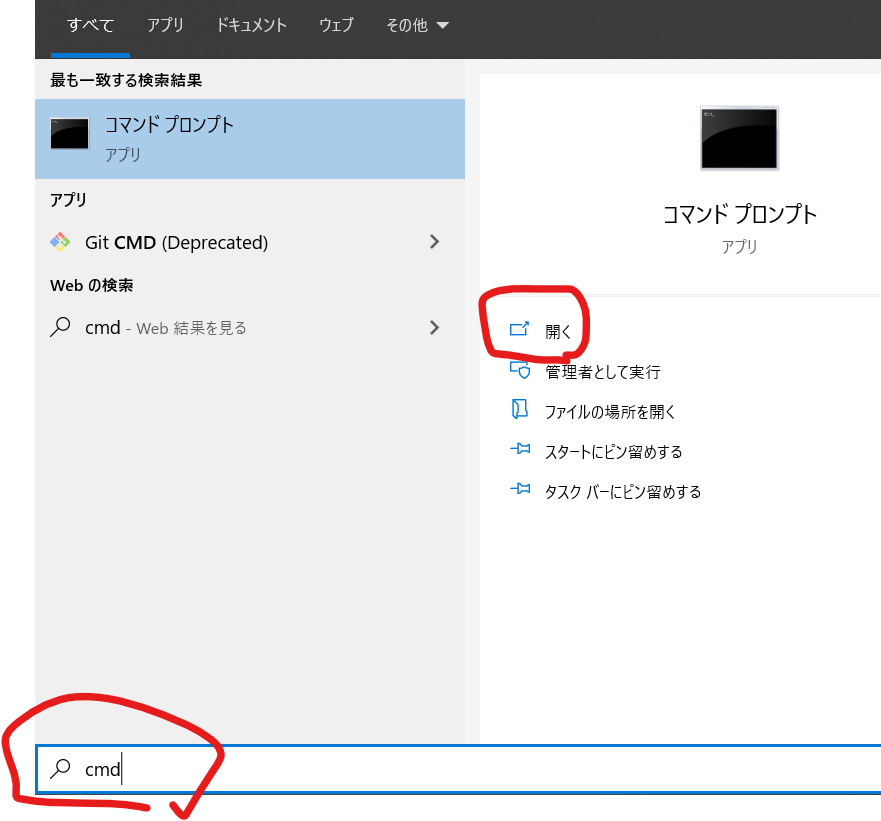 すべて アプリ ドキュメント ウェブ その他
最も一致する検索結果
コマンド プロンプト
アプリ
アプリ
Git CMD (Deprecated)
Web の検索
cmd - Web 結果を見る
コマンド プロンプト
アプリ
開く
管理者として実行
ファイルの場所を開く
スタートにピン留めする
タスク バーにピン留めする
cmd